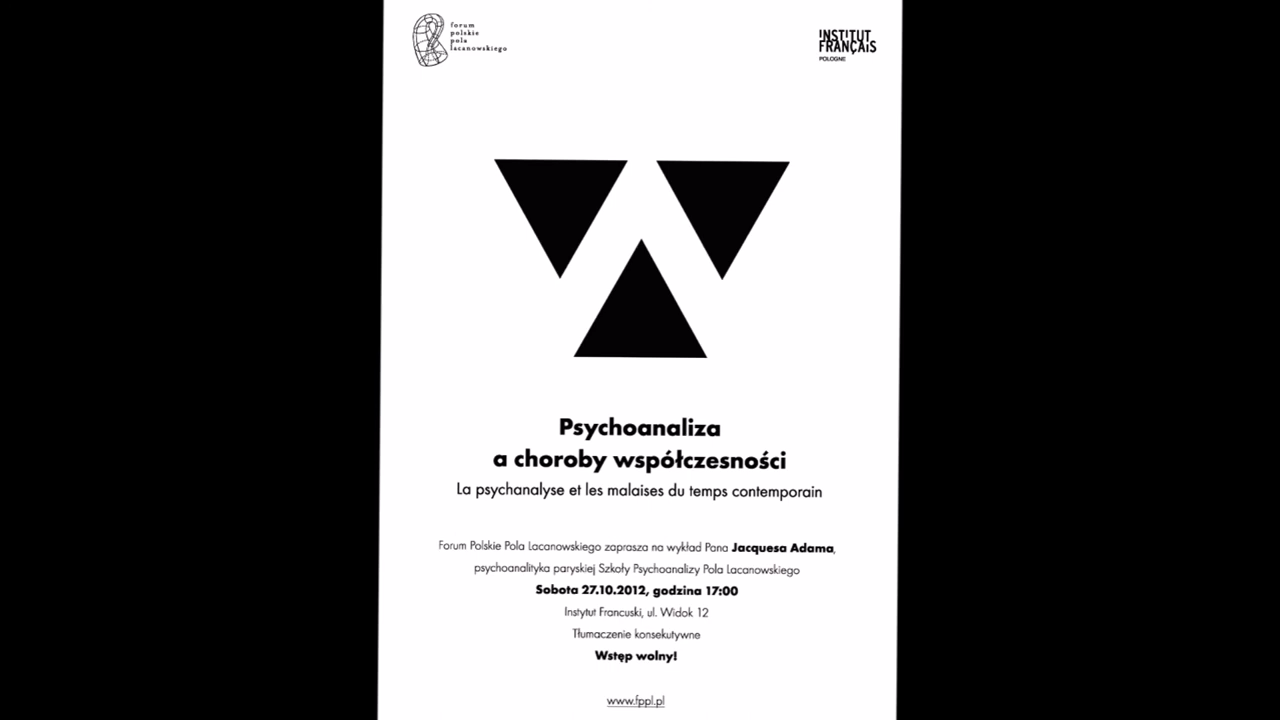 forum
polskie
pola
lacanowskiego
INSTITUT
FRANÇAIS
POLOGNE
Psychoanaliza
a choroby współczesności
La psychanalyse et les malaises du temps contemporain
Forum Polskie Pola Lacanowskiego zaprasza na wykład Pana Jacquesa Adama,
psychoanalityka paryskiej Szkoły Psychoanalizy Pola Lacanowskiego
Sobota 27.10.2012, godzina 17:00
Instytut Francuski, ul. Widok 12
Tłumaczenie konsekutywne
Wstęp wolny!
www.fppl.pl